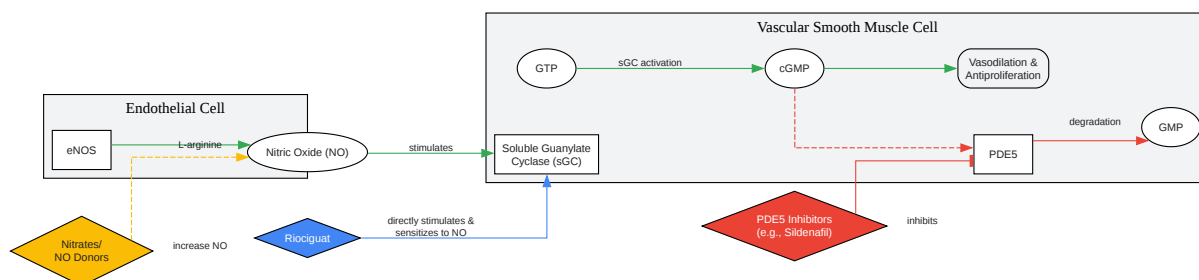 Vascular Smooth Muscle Cell
GTP
sGC activation
cGMP
Vasodilation &
Antiproliferation
Endothelial Cell
eNOS
L-arginine
Nitric Oxide (NO)
stimulates
Soluble Guanylate
Cyclase (sGC)
PDE5
degradation
GMP
Nitrates/
NO Donors
increase NO
Riociguat
directly stimulates &
sensitizes to NO
PDE5 Inhibitors
(e.g., Sildenafil)
inhibits